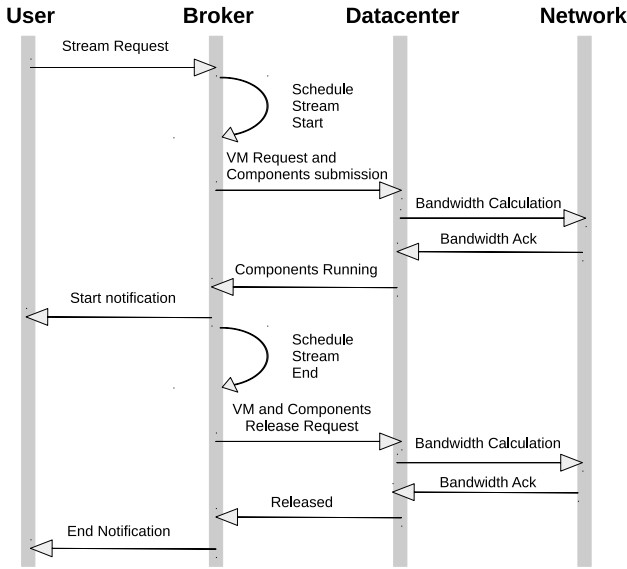 User
Broker
Datacenter
Network
Stream Request
Schedule
Stream
Start
VM Request and
Components submission
Bandwidth Calculation
Bandwidth Ack
Components Running
Start notification
Schedule
Stream
End
VM and Components
Release Request
Bandwidth Calculation
Bandwidth Ack
Released
End Notification